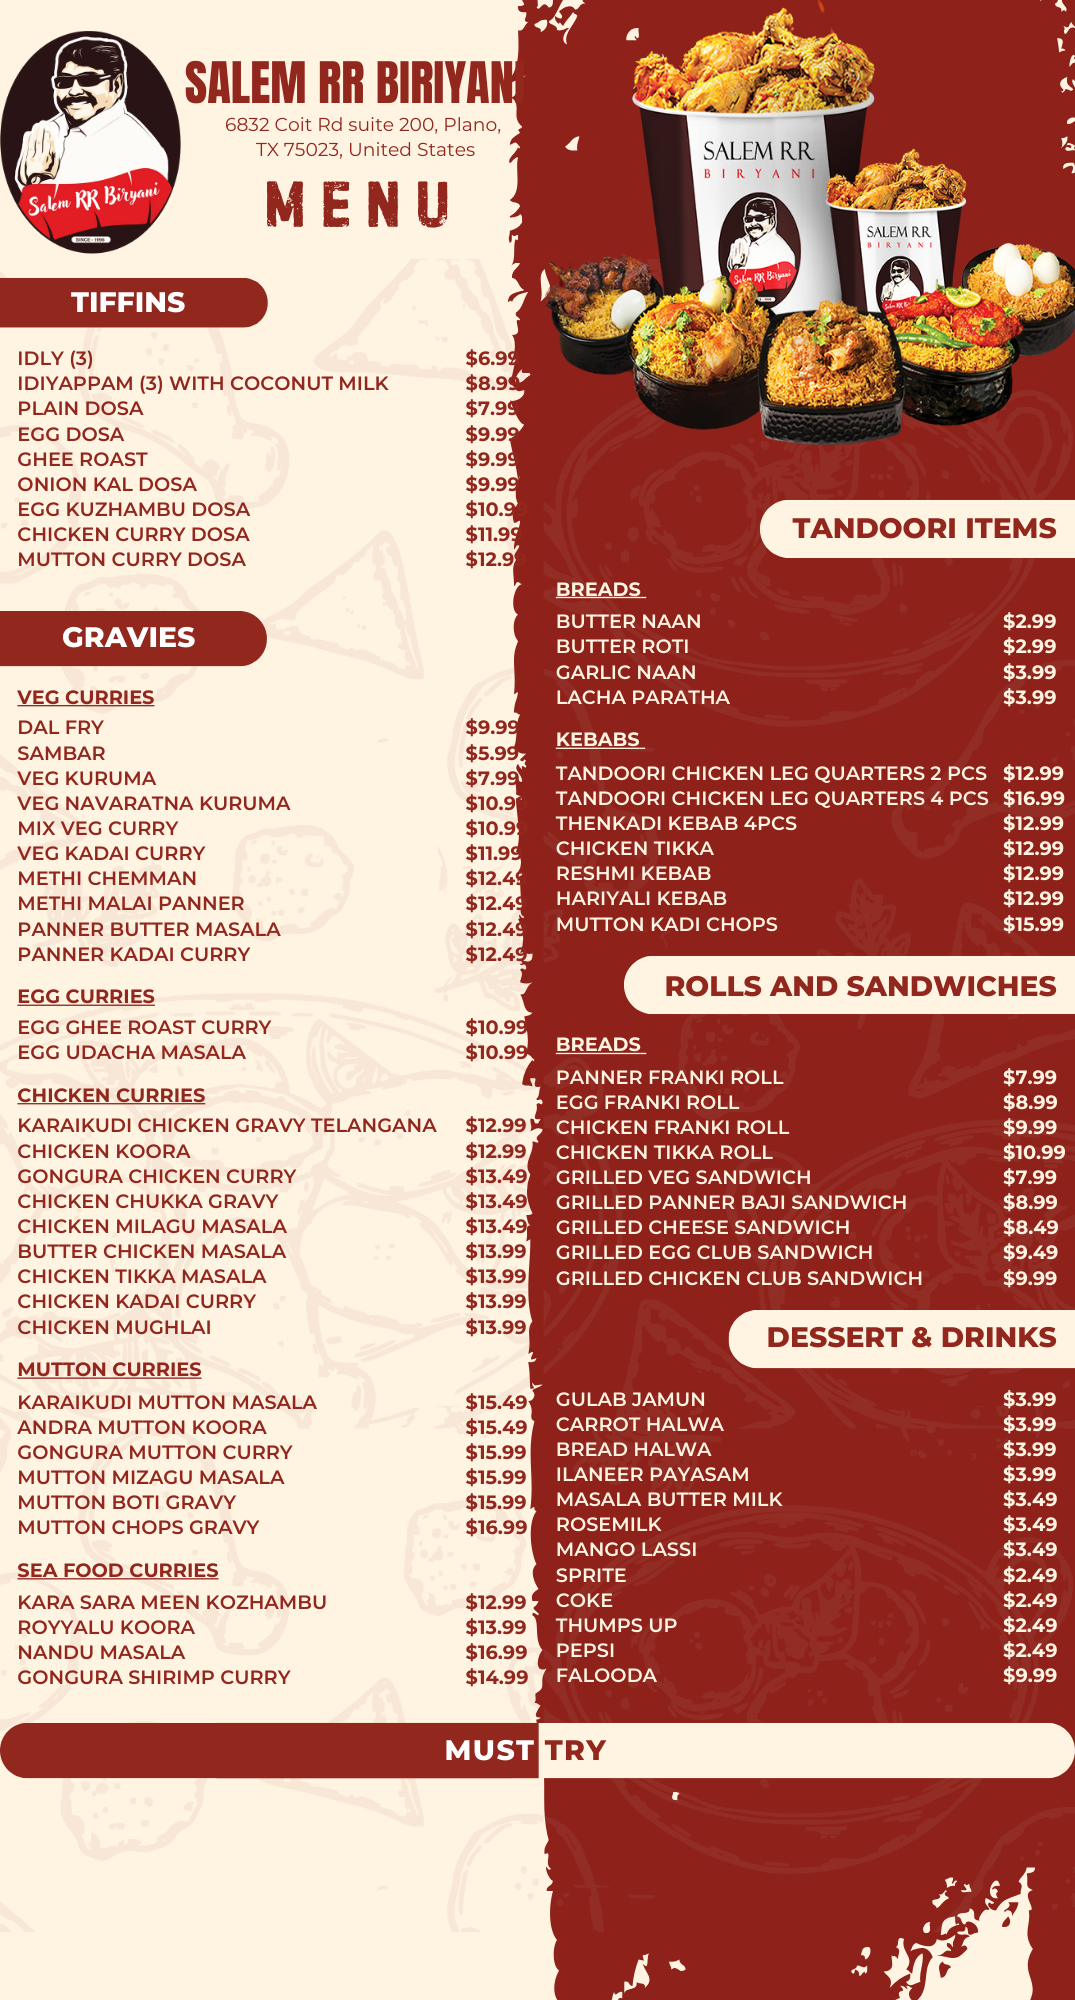 SALEM RR BIRIYANI
6832 Coit Rd suite 200, Plano,
TX 75023, United States
MENU
Salem RR Biryani
SINCE - 1996
SALEM RR
BIRYANI
Salem RR Biryani
SALEM RR
BIRYANI
TIFFINS
IDLY (3) $6.99
IDIYAPPAM (3) WITH COCONUT MILK $8.99
PLAIN DOSA $7.99
EGG DOSA $9.99
GHEE ROAST $9.99
ONION KAL DOSA $9.99
EGG KUZHAMBU DOSA $10.9
CHICKEN CURRY DOSA $11.99
MUTTON CURRY DOSA $12.9
GRAVIES
VEG CURRIES
DAL FRY $9.99
SAMBAR $5.99
VEG KURUMA $7.99
VEG NAVARATNA KURUMA $10.9
MIX VEG CURRY $10.99
VEG KADAI CURRY $11.99
METHI CHEMMAN $12.49
METHI MALAI PANNER $12.49
PANNER BUTTER MASALA $12.49
PANNER KADAI CURRY $12.49
EGG CURRIES
EGG GHEE ROAST CURRY $10.99
EGG UDACHA MASALA $10.99
CHICKEN CURRIES
KARAIKUDI CHICKEN GRAVY TELANGANA $12.99
CHICKEN KOORA $12.99
GONGURA CHICKEN CURRY $13.49
CHICKEN CHUKKA GRAVY $13.49
CHICKEN MILAGU MASALA $13.49
BUTTER CHICKEN MASALA $13.99
CHICKEN TIKKA MASALA $13.99
CHICKEN KADAI CURRY $13.99
CHICKEN MUGHLAI $13.99
MUTTON CURRIES
KARAIKUDI MUTTON MASALA $15.49
ANDRA MUTTON KOORA $15.49
GONGURA MUTTON CURRY $15.99
MUTTON MIZAGU MASALA $15.99
MUTTON BOTI GRAVY $15.99
MUTTON CHOPS GRAVY $16.99
SEA FOOD CURRIES
KARA SARA MEEN KOZHAMBU $12.99
ROYYALU KOORA $13.99
NANDU MASALA $16.99
GONGURA SHIRIMP CURRY $14.99
TANDOORI ITEMS
BREADS
BUTTER NAAN $2.99
BUTTER ROTI $2.99
GARLIC NAAN $3.99
LACHA PARATHA $3.99
KEBABS
TANDOORI CHICKEN LEG QUARTERS 2 PCS $12.99
TANDOORI CHICKEN LEG QUARTERS 4 PCS $16.99
THENKADI KEBAB 4PCS $12.99
CHICKEN TIKKA $12.99
RESHMI KEBAB $12.99
HARIYALI KEBAB $12.99
MUTTON KADI CHOPS $15.99
ROLLS AND SANDWICHES
BREADS
PANNER FRANKI ROLL $7.99
EGG FRANKI ROLL $8.99
CHICKEN FRANKI ROLL $9.99
CHICKEN TIKKA ROLL $10.99
GRILLED VEG SANDWICH $7.99
GRILLED PANNER BAJI SANDWICH $8.99
GRILLED CHEESE SANDWICH $8.49
GRILLED EGG CLUB SANDWICH $9.49
GRILLED CHICKEN CLUB SANDWICH $9.99
DESSERT & DRINKS
GULAB JAMUN $3.99
CARROT HALWA $3.99
BREAD HALWA $3.99
ILANEER PAYASAM $3.99
MASALA BUTTER MILK $3.49
ROSEMILK $3.49
MANGO LASSI $3.49
SPRITE $2.49
COKE $2.49
THUMPS UP $2.49
PEPSI $2.49
FALOODA $9.99
MUST TRY